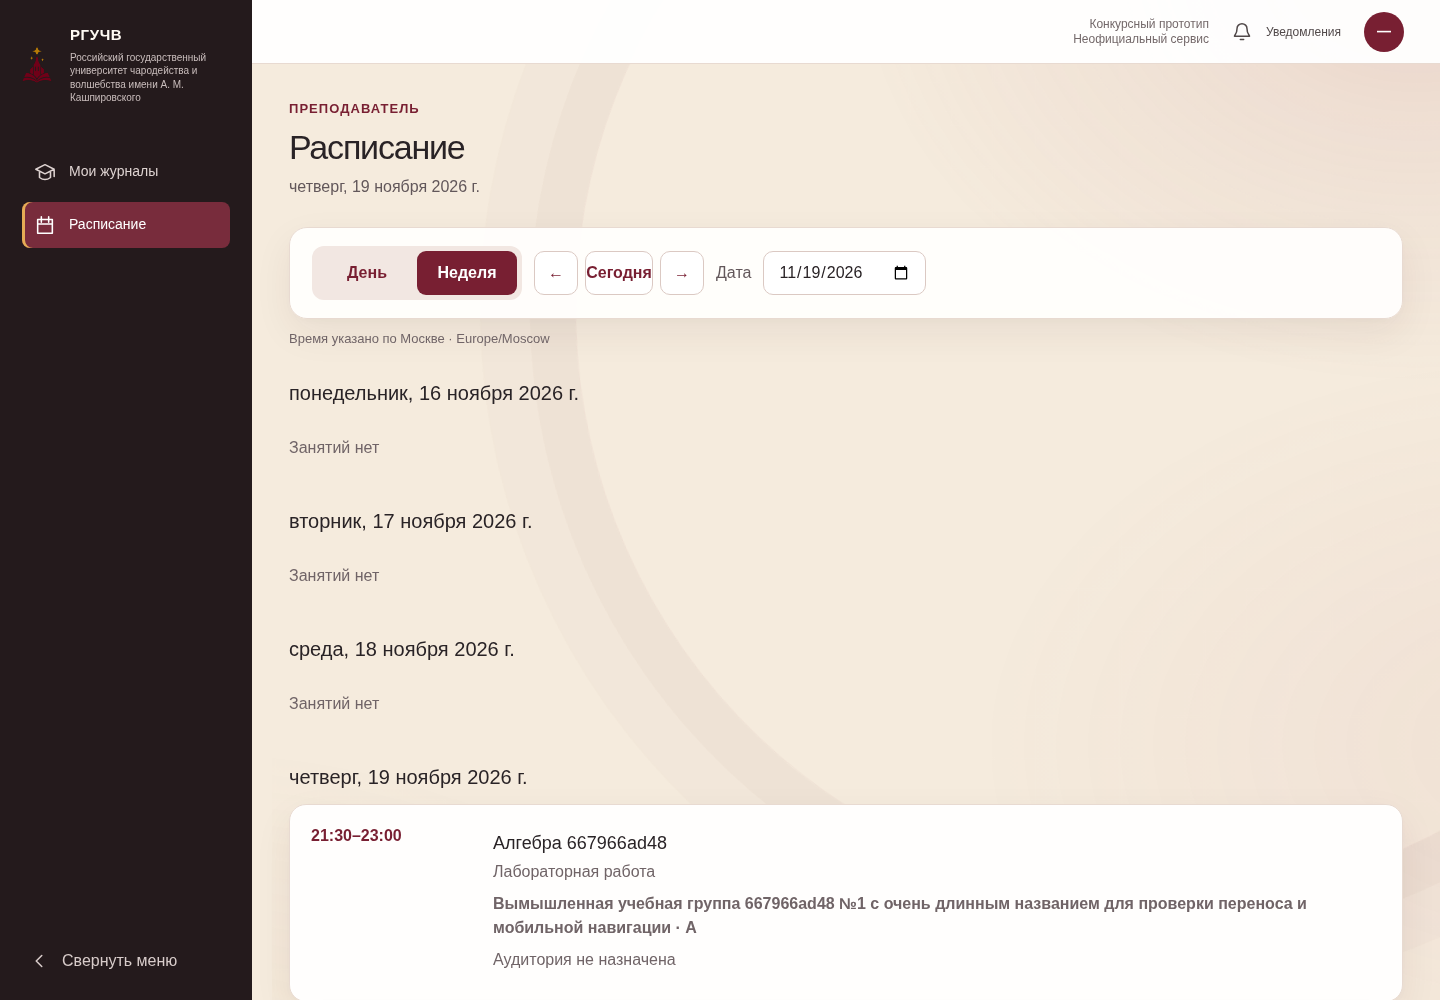 РГУЧВ
Российский государственный
университет чародейства и
волшебства имени А. М.
Кашпировского
Мои журналы
Расписание
Свернуть меню
Конкурсный прототип
Неофициальный сервис
Уведомления
ПРЕПОДАВАТЕЛЬ
Расписание
четверг, 19 ноября 2026 г.
День
Неделя
←
Сегодня
→
Дата
11/19/2026
Время указано по Москве · Europe/Moscow
понедельник, 16 ноября 2026 г.
Занятий нет
вторник, 17 ноября 2026 г.
Занятий нет
среда, 18 ноября 2026 г.
Занятий нет
четверг, 19 ноября 2026 г.
21:30–23:00
Алгебра 667966ad48
Лабораторная работа
Вымышленная учебная группа 667966ad48 №1 с очень длинным названием для проверки переноса и
мобильной навигации · А
Аудитория не назначена